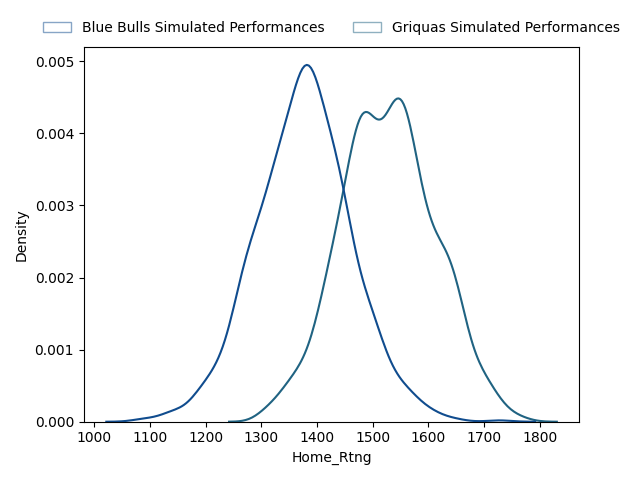 Blue Bulls Simulated Performances
Griquas Simulated Performances
0.005
0.004
0.003
0.002
0.001
0.000
Density
1000 1100 1200 1300 1400 1500 1600 1700 1800
Home_Rtng